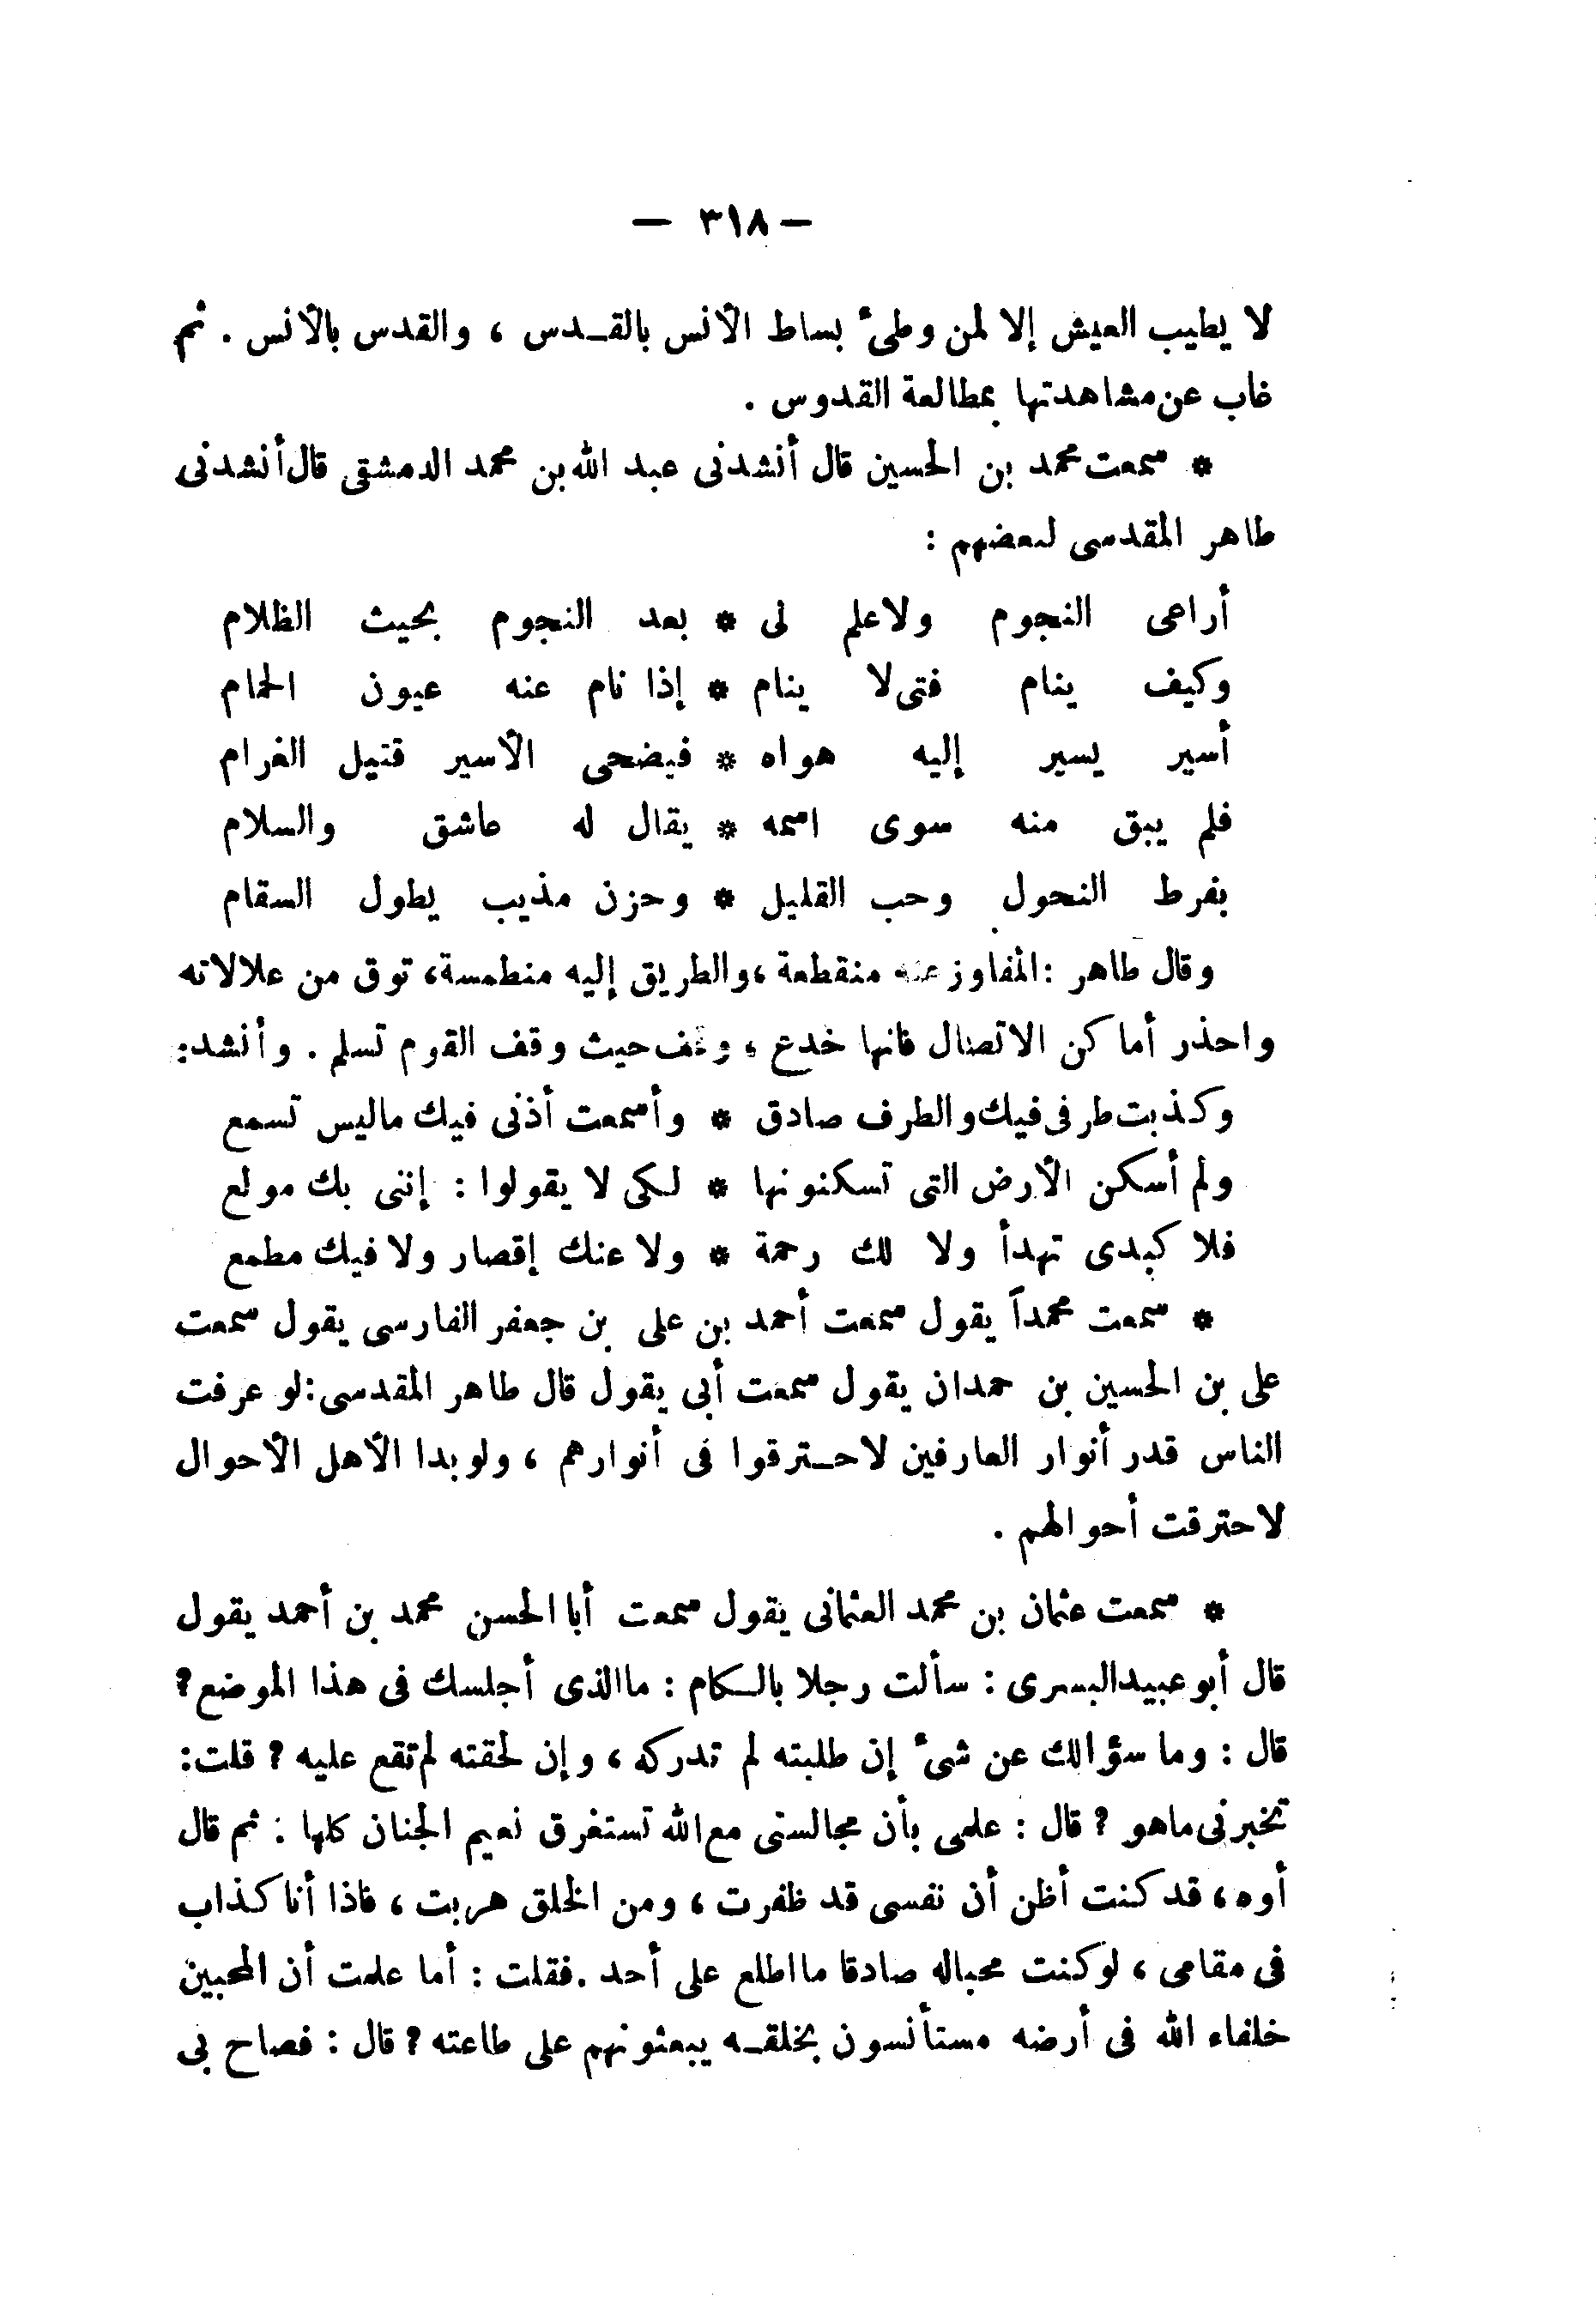 — ٣١٨ —
لا يطيب العيش إلا لمن وطىء بساط الأنس بالقـدس ، والقدس بالأنس . ثم
غاب عن مشاهدتها بمطالعة القدوس .
* سمعت محمد بن الحسين قال أنشدنى عبد الله بن محمد الدمشقى قال أنشدنى
طاهر المقدسى لبعضهم :
أراعى النجوم ولا علم لى * بعد النجوم بحيث الظلام
وكيف ينام فتى لا ينام * إذا نام عنه عيون الحمام
أسير يسير إليه هواه * فيضحى الأسير قتيل الغرام
فلم يبق منه سوى اسمه * يقال له عاشق والسلام
بفرط النحول وحب القليل * وحزن مذيب يطول السقام
وقال طاهر : المفاوز عنه منقطعة ، والطريق إليه منطمسة ، توق من علالاته
واحذر أماكن الاتصال فانها خدع ، وقف حيث وقف القوم تسلم . وأنشد :
وكذبت طرفى فيك والطرف صادق * وأسمعت أذنى فيك ماليس تسمع
ولم أسكن الأرض التى تسكنونها * لكى لا يقولوا : إننى بك مولع
فلا كبدى تهدأ ولا لك رحمة * ولا عنك إقصار ولا فيك مطمع
* سمعت محمداً يقول سمعت أحمد بن على بن جعفر الفارسى يقول سمعت
على بن الحسين بن حمدان يقول سمعت أبى يقول قال طاهر المقدسى : لو عرفت
الناس قدر أنوار العارفين لاحـترقوا فى أنوارهم ، ولو بدا الأهل الأحوال
لاحترقت أحوالهم .
* سمعت عثمان بن محمد العثمانى يقول سمعت أبا الحسن محمد بن أحمد يقول
قال أبو عبيد البسرى : سألت رجلا بالـكام : ما الذى أجلسك فى هذا الموضع ؟
قال : وما سؤالك عن شىء إن طلبته لم تدركه ، وإن لحقته لم تقع عليه ؟ قلت :
تخبرنى ماهو ؟ قال : علمى بأن مجالستى مع الله تستغرق نعيم الجنان كلها . ثم قال
أوه ، قد كنت أظن أن نفسى قد ظفرت ، ومن الخلق هربت ، فاذا أنا كذاب
فى مقامى ، لو كنت محباله صادقا ما اطلع على أحد . فقلت : أما علمت أن المحبين
خلفاء الله فى أرضه مستأنسون بخلقـه يبعثونهم على طاعته ؟ قال : فصاح بى